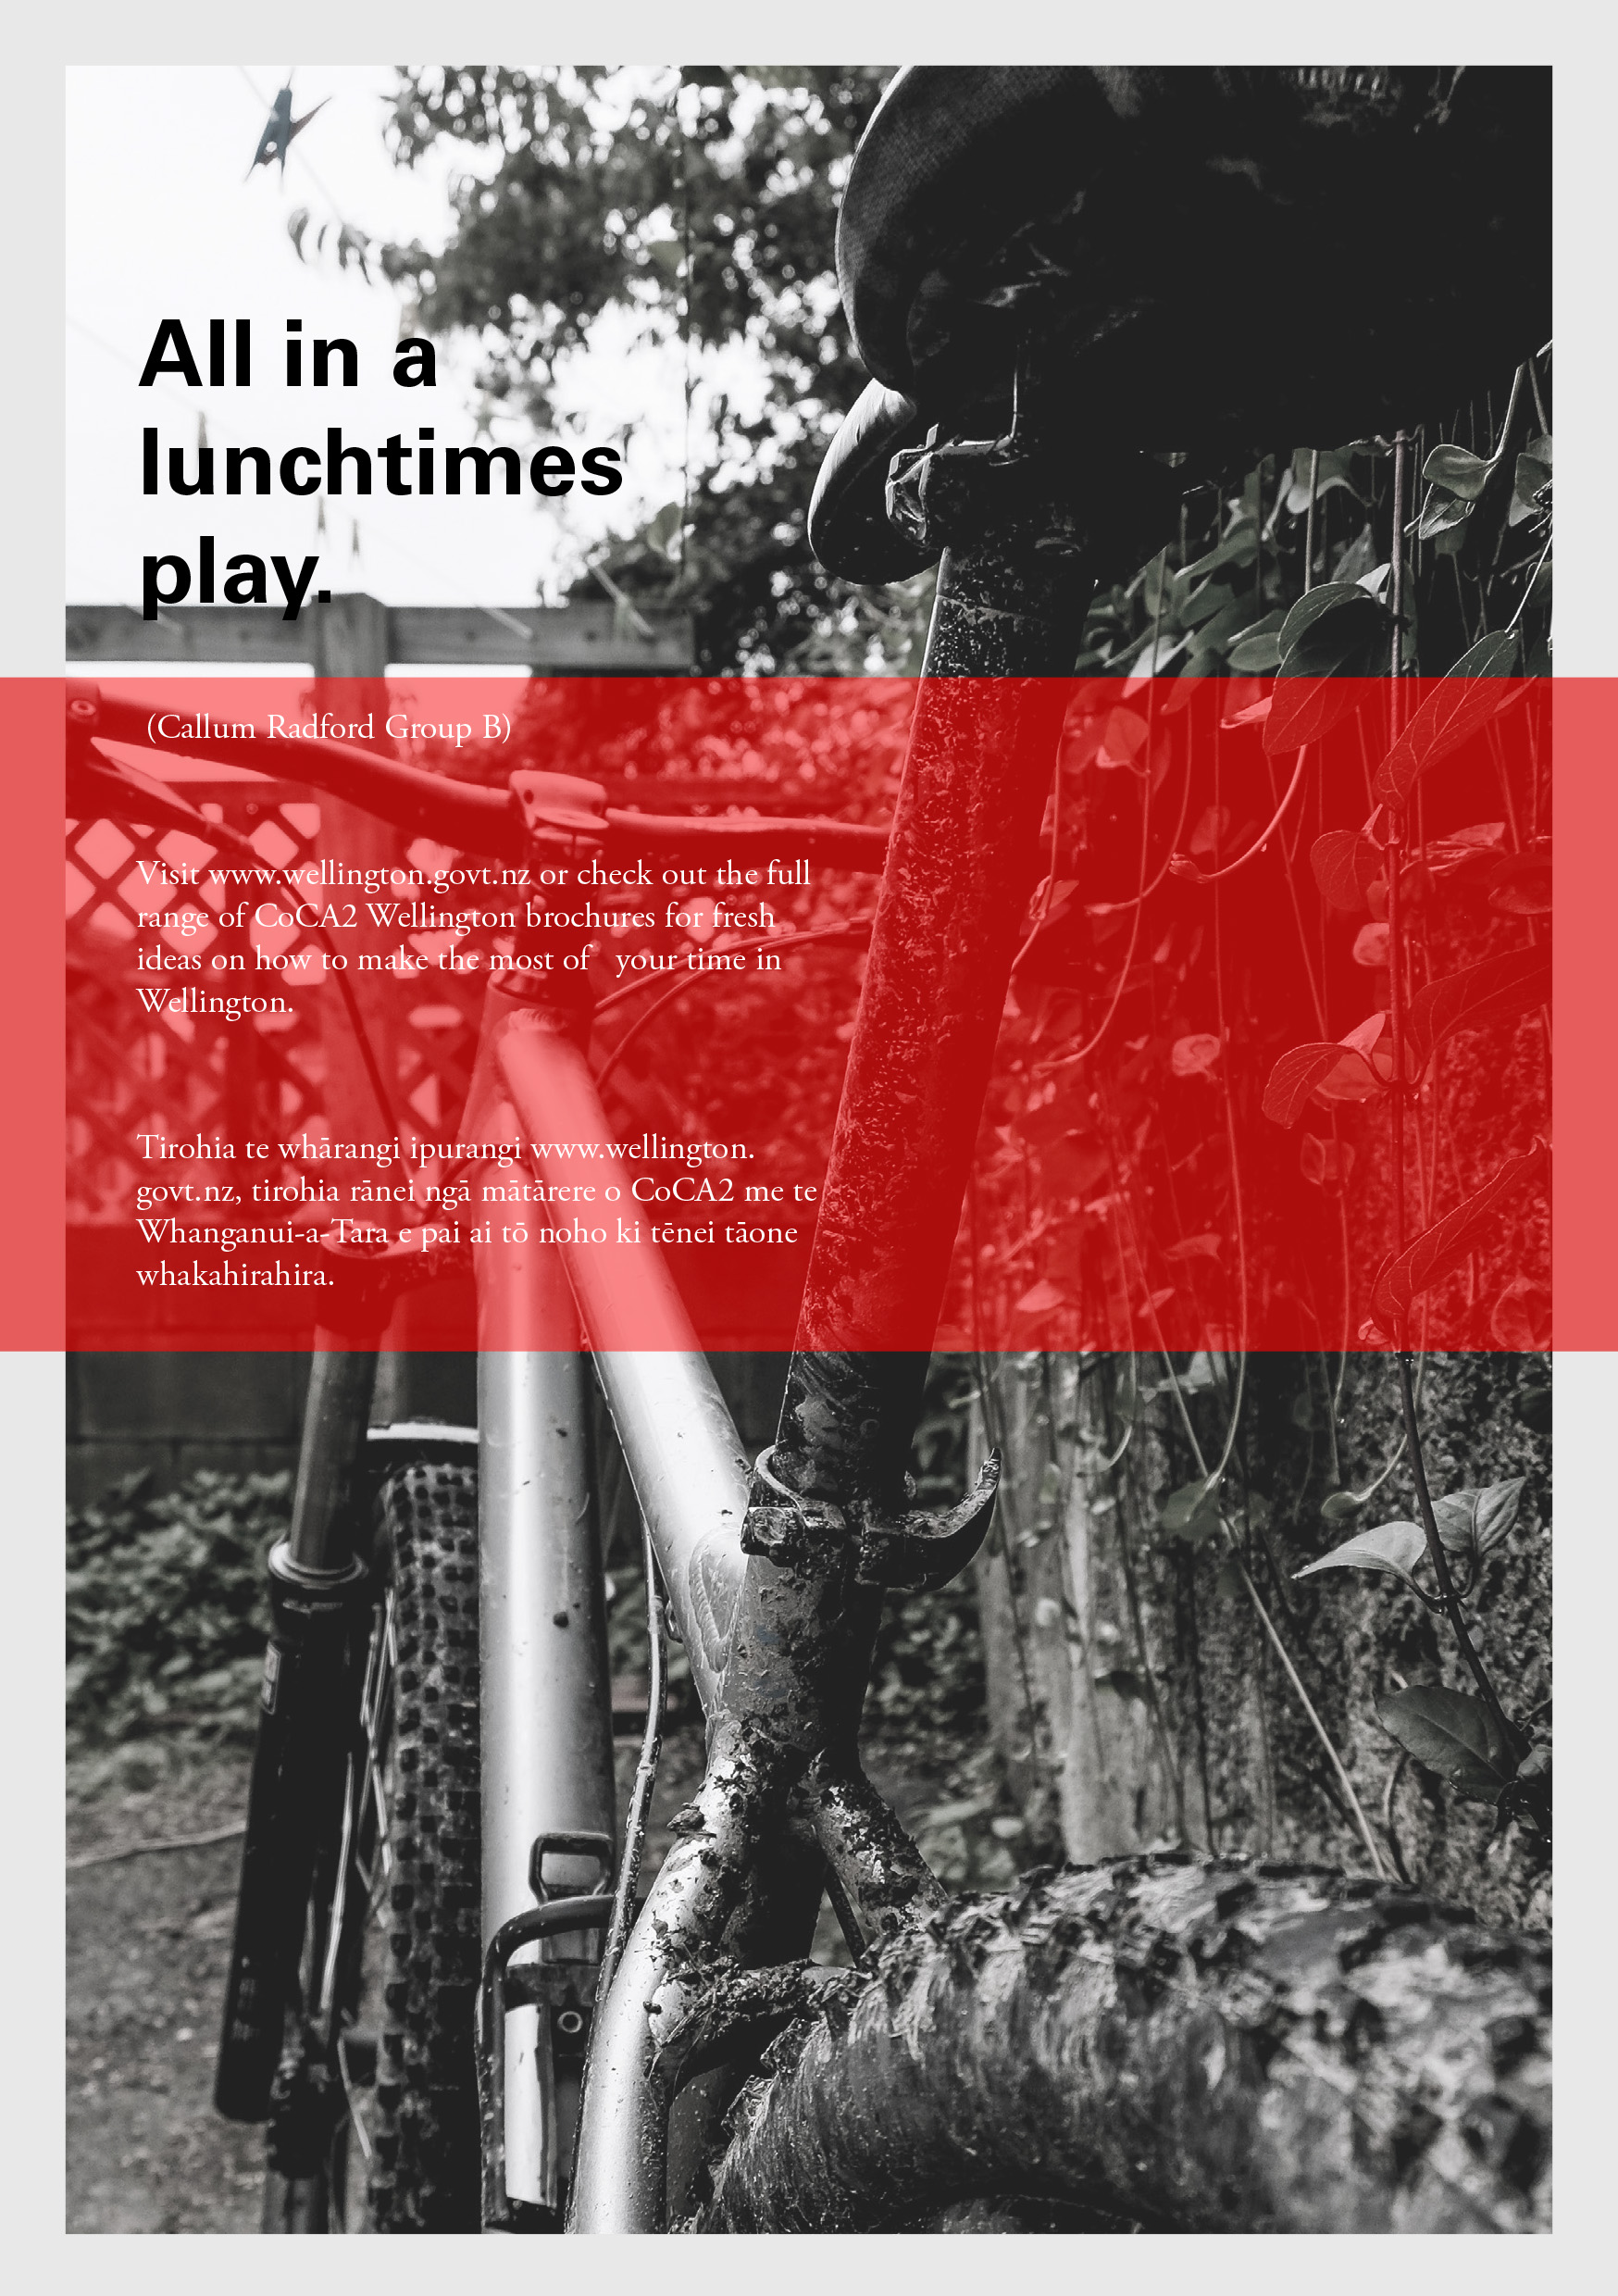 All in a
lunchtimes
play.
(Callum Radford Group B)
Visit www.wellington.govt.nz or check out the full
range of CoCA2 Wellington brochures for fresh
ideas on how to make the most of your time in
Wellington.
Tirohia te whārangi ipurangi www.wellington.
govt.nz, tirohia rānei ngā mātārere o CoCA2 me te
Whanganui-a-Tara e pai ai tō noho ki tēnei tāone
whakahirahira.